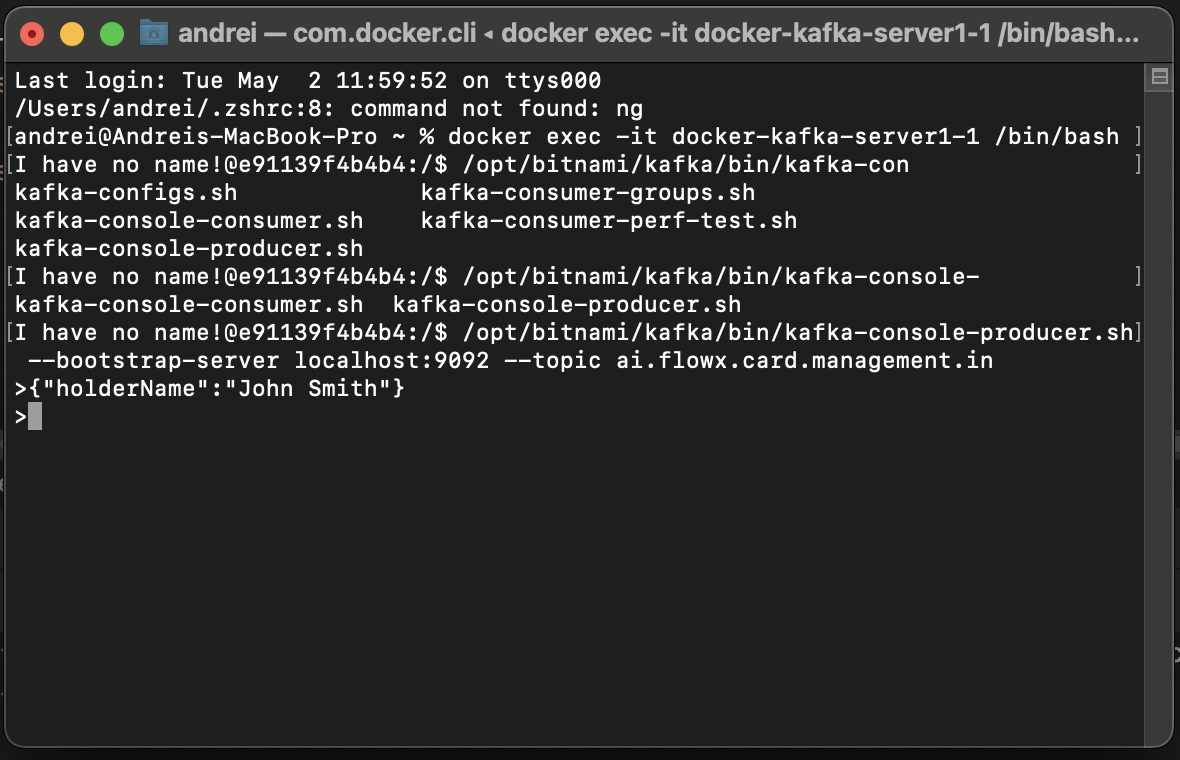 andrei — com.docker.cli ◂ docker exec -it docker-kafka-server1-1 /bin/bash...
Last login: Tue May  2 11:59:52 on ttys000
/Users/andrei/.zshrc:8: command not found: ng
[andrei@Andreis-MacBook-Pro ~ % docker exec -it docker-kafka-server1-1 /bin/bash ]
[I have no name!@e91139f4b4b4:/$ /opt/bitnami/kafka/bin/kafka-con ]
kafka-configs.sh             kafka-consumer-groups.sh
kafka-console-consumer.sh    kafka-consumer-perf-test.sh
kafka-console-producer.sh
[I have no name!@e91139f4b4b4:/$ /opt/bitnami/kafka/bin/kafka-console- ]
kafka-console-consumer.sh  kafka-console-producer.sh
[I have no name!@e91139f4b4b4:/$ /opt/bitnami/kafka/bin/kafka-console-producer.sh]
 --bootstrap-server localhost:9092 --topic ai.flowx.card.management.in
>{"holderName":"John Smith"}
>